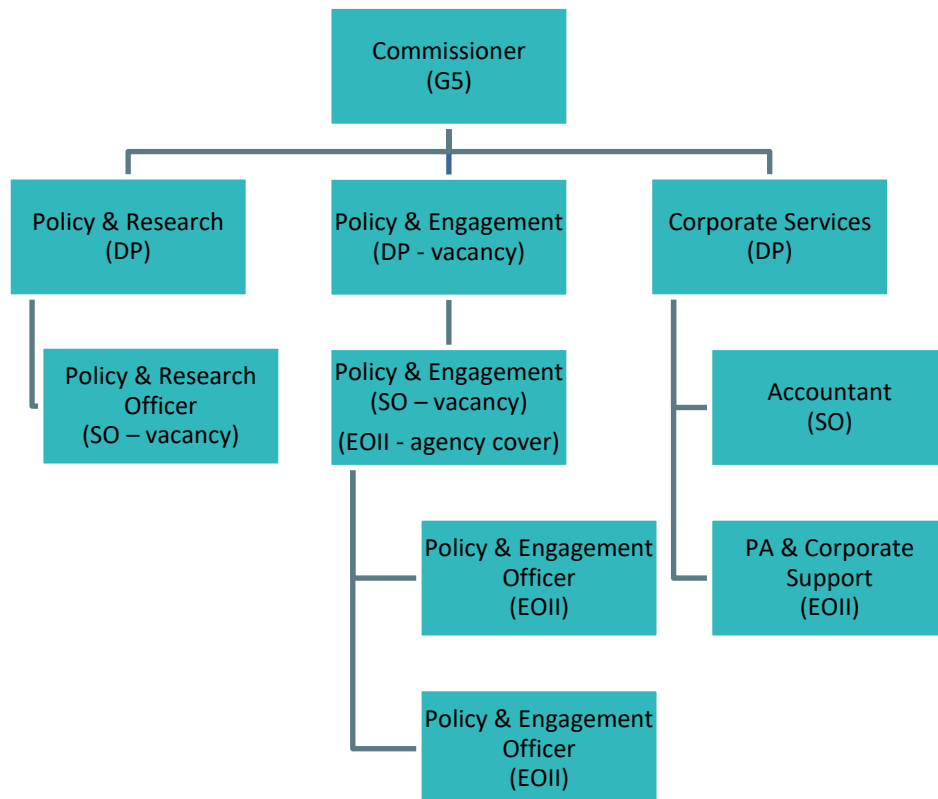 Commissioner
(G5)
Policy & Research
(DP)
Policy & Engagement
(DP - vacancy)
Corporate Services
(DP)
Policy & Research
Officer
(SO – vacancy)
Policy & Engagement
(SO – vacancy)
(EOII - agency cover)
Accountant
(SO)
Policy & Engagement
Officer
(EOII)
PA & Corporate
Support
(EOII)
Policy & Engagement
Officer
(EOII)